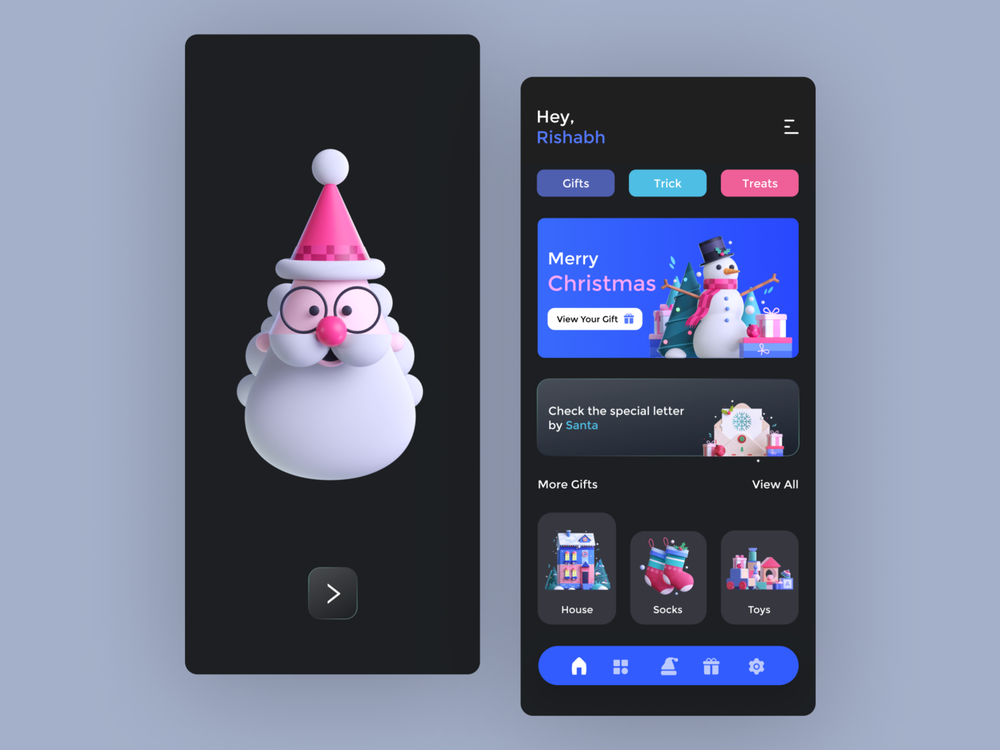 Hey,
Rishabh
Gifts
Trick
Treats
Merry
Christmas
View Your Gift
Check the special letter
by Santa
More Gifts
View All
House
Socks
Toys